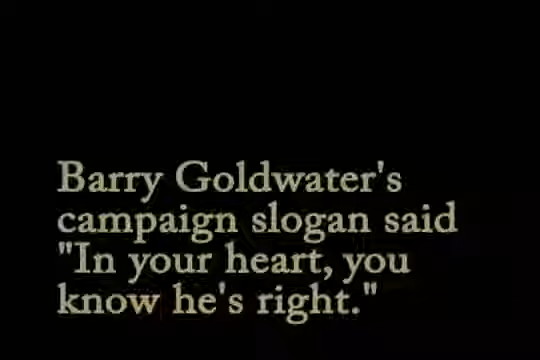 Barry Goldwater's
campaign slogan said
"In your heart, you
know he's right."